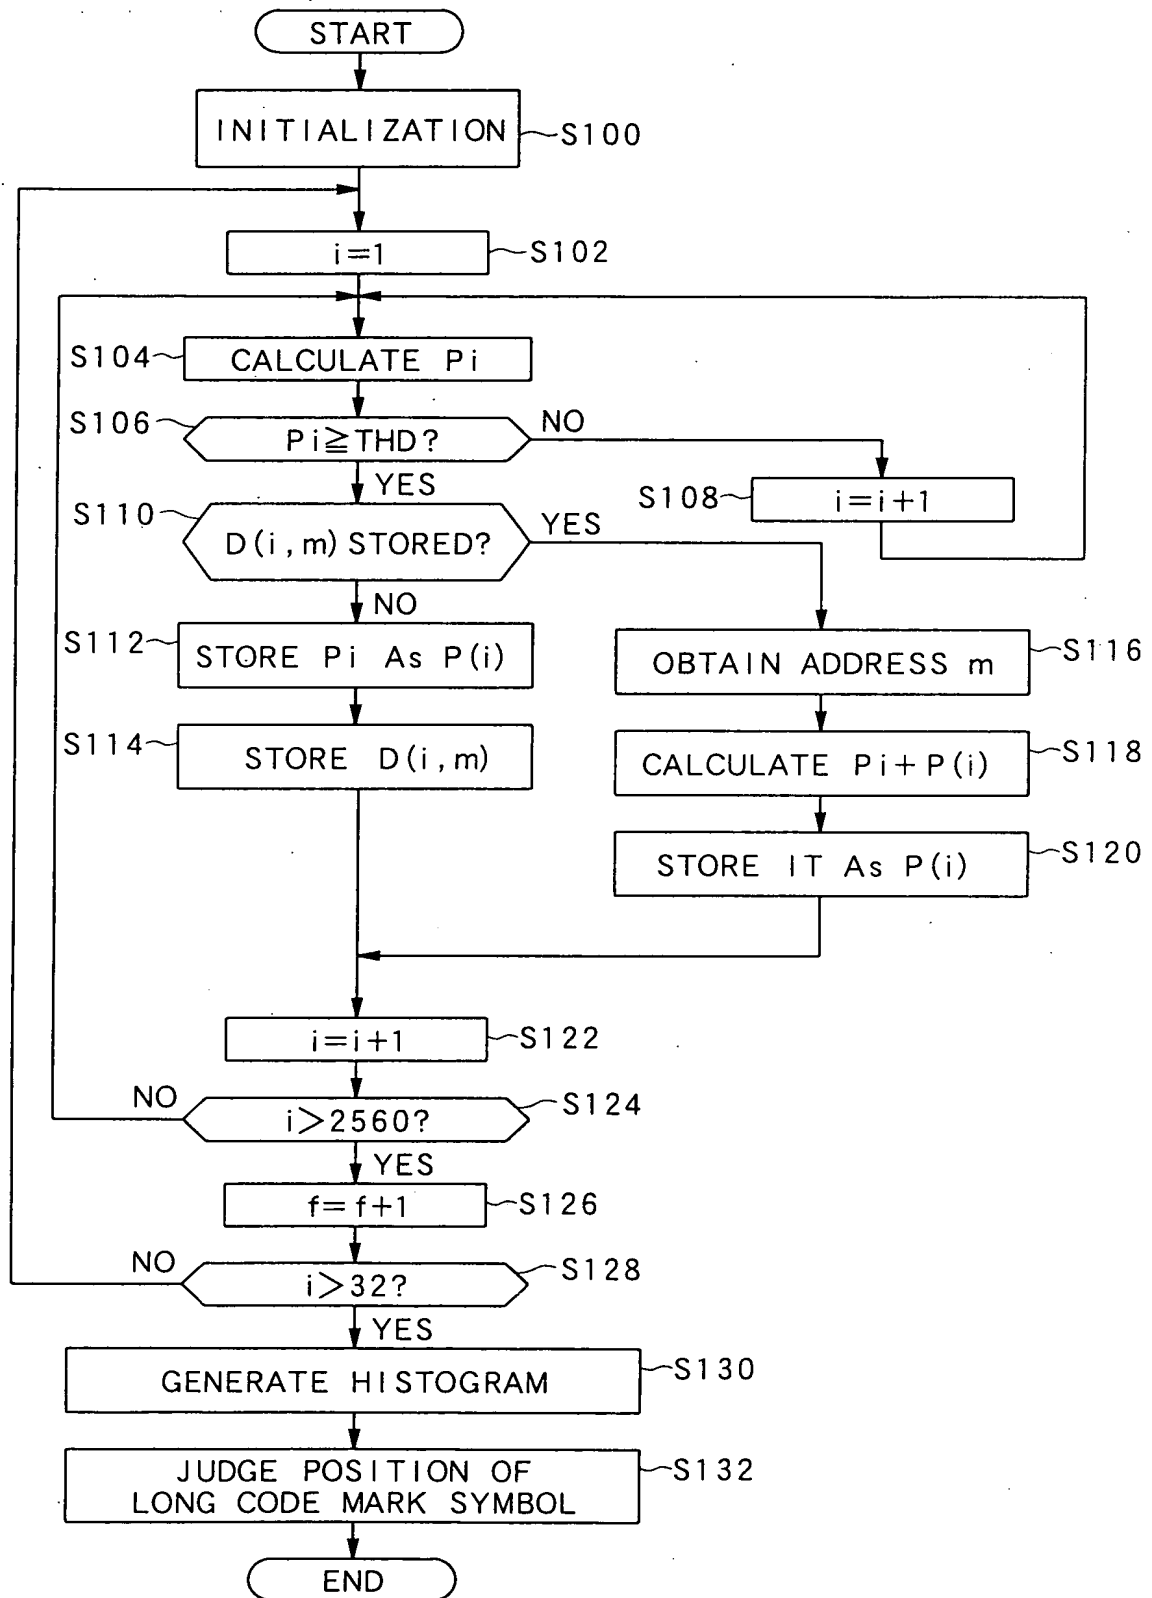 START
INITIALIZATION
S100
i=1
S102
S104
CALCULATE Pi
S106
Pi≧THD?
NO
YES
S108
i=i+1
S110
D(i,m) STORED?
YES
NO
S112
STORE Pi As P(i)
OBTAIN ADDRESS m
S116
S114
STORE D(i,m)
CALCULATE Pi+P(i)
S118
STORE IT As P(i)
S120
i=i+1
S122
NO
i>2560?
S124
YES
f=f+1
S126
NO
i>32?
S128
YES
GENERATE HISTOGRAM
S130
JUDGE POSITION OF
LONG CODE MARK SYMBOL
S132
END